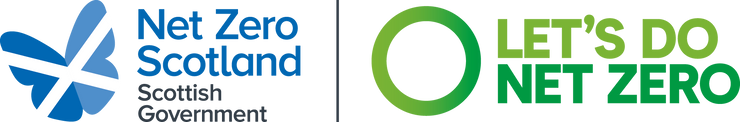 Net Zero
Scotland
Scottish
Government
LET'S DO
NET ZERO